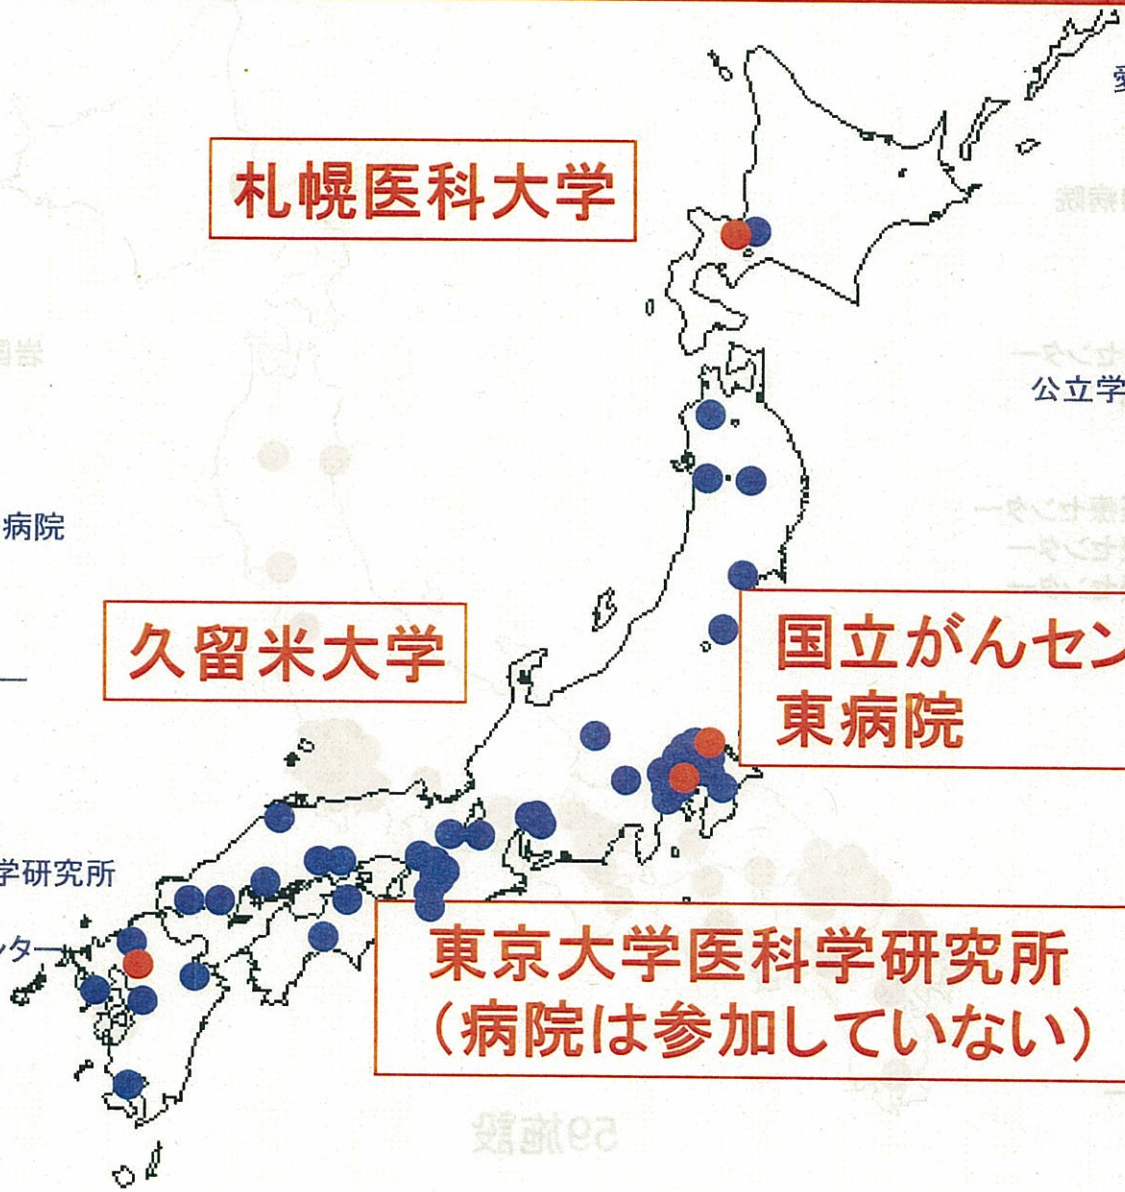 愛
札幌医科大学
公立学
病院
久留米大学
国立がんセン
東病院
学研究所
ンター
東京大学医科学研究所
（病院は参加していない）
59施設